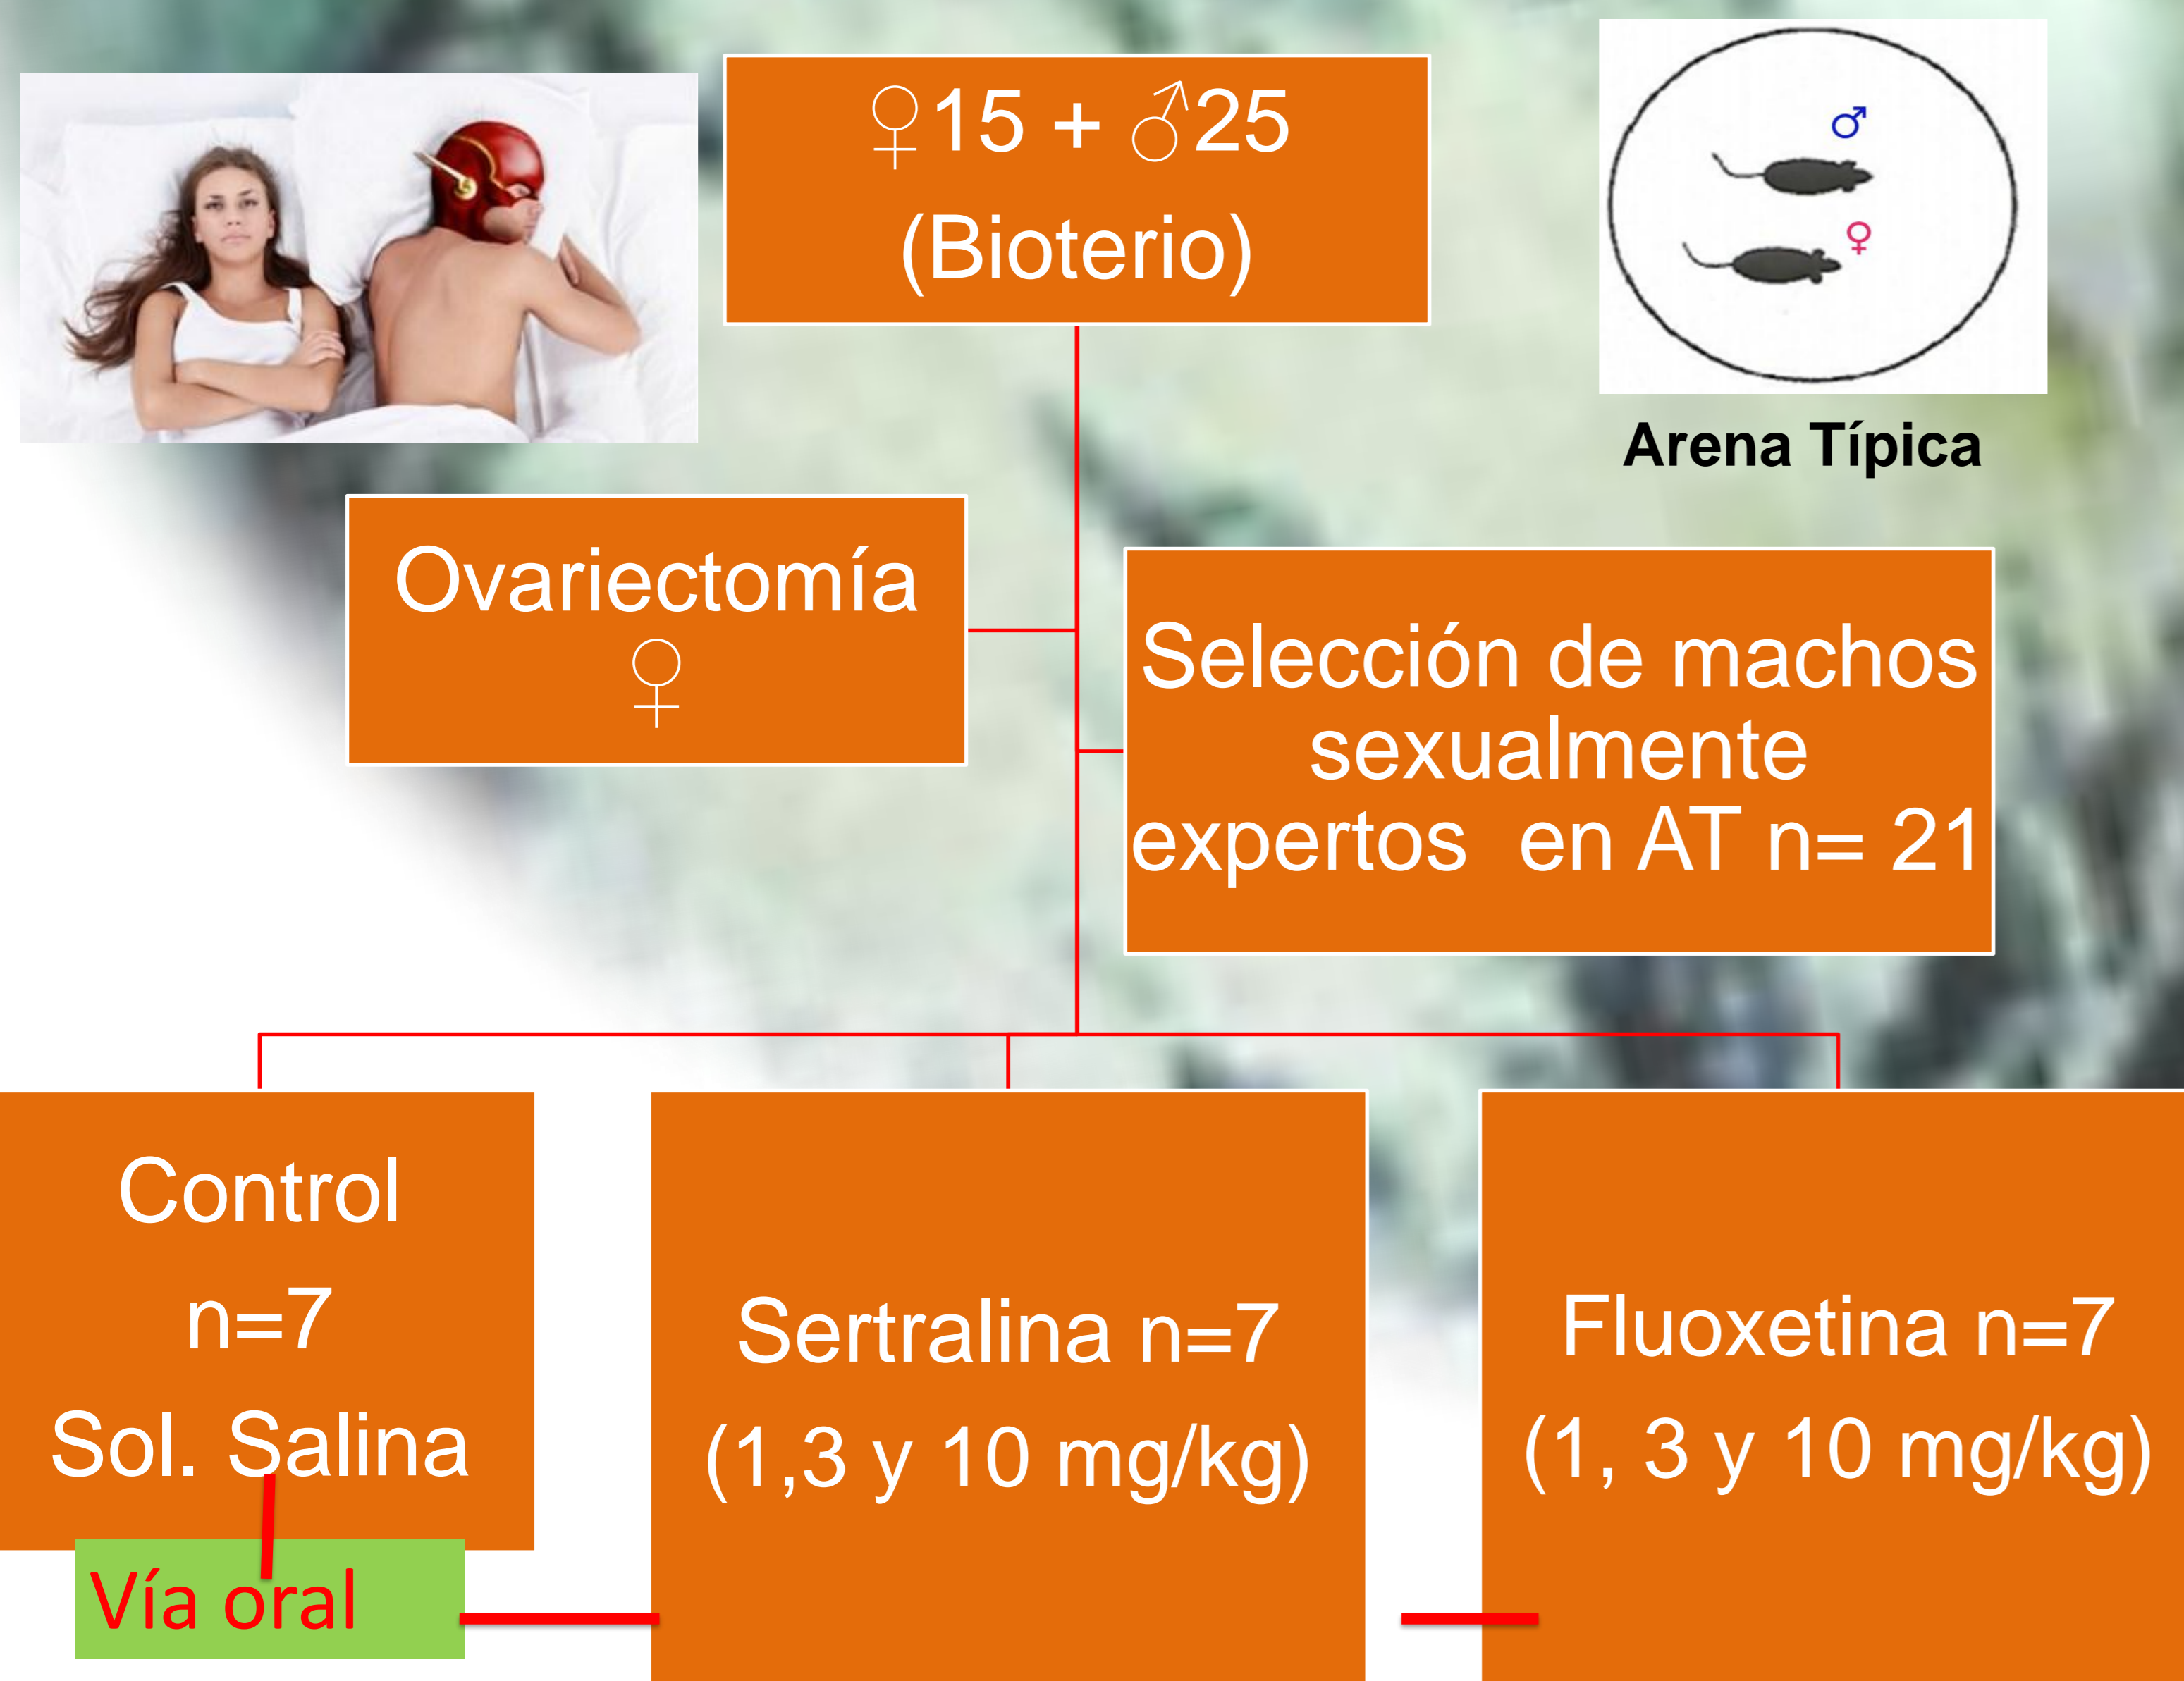 ♀15 + ♂25
(Bioterio)
♂
♀
Arena Típica
Ovariectomía
♀
Selección de machos
sexualmente
expertos en AT n= 21
Control
n=7
Sol. Salina
Vía oral
Sertralina n=7
(1,3 y 10 mg/kg)
Fluoxetina n=7
(1, 3 y 10 mg/kg)